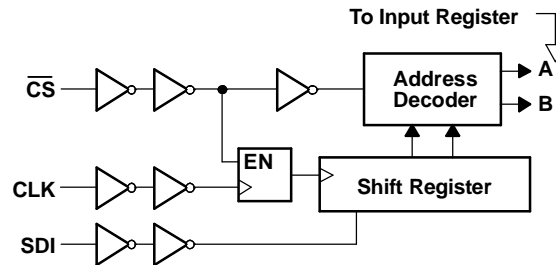 To Input Register
CS
Address
Decoder
A
B
EN
CLK
Shift Register
SDI